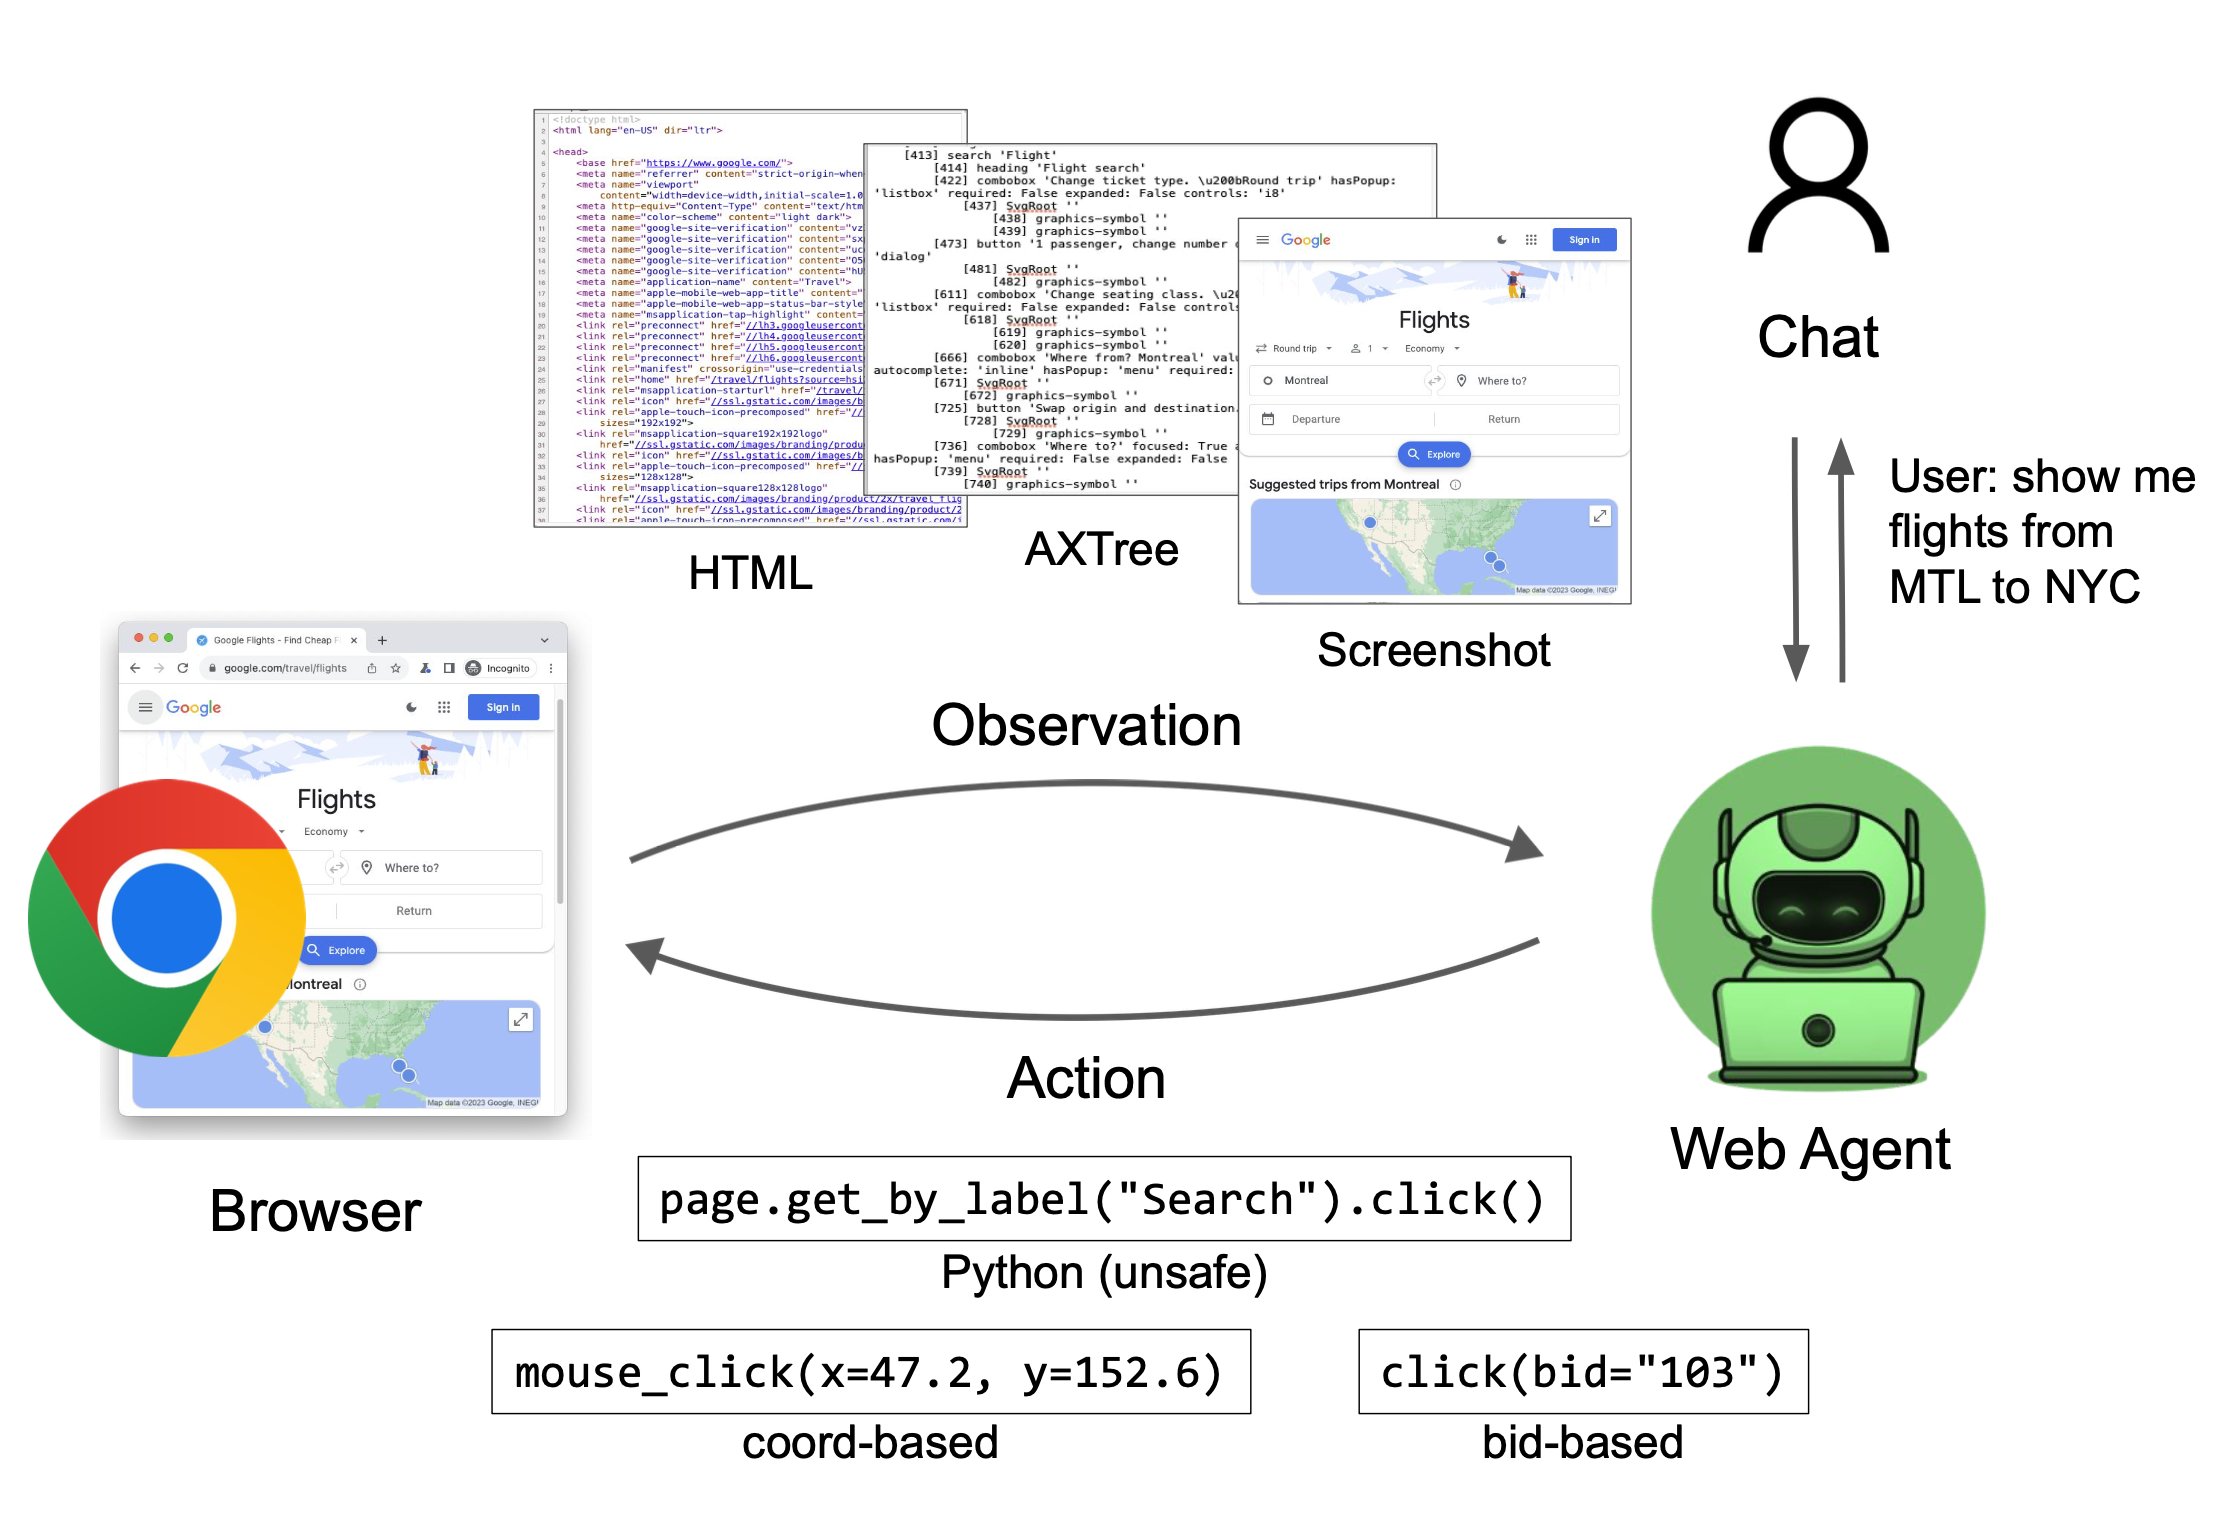 <!doctype html>
<html lang="en-US" dir="ltr">
<head>
<base href="https://www.google.com/">
<meta name="referrer" content="strict-origin-when
<meta name="viewport"
content="width=device-width,initial-scale=1.0
<meta http-equiv="Content-Type" content="text/htm
<meta name="color-scheme" content="light dark">
<meta name="google-site-verification" content="vz
<meta name="google-site-verification" content="sx
<meta name="google-site-verification" content="uc
<meta name="google-site-verification" content="O5
<meta name="google-site-verification" content="hU
<meta name="application-name" content="Travel">
<meta name="apple-mobile-web-app-title" content="
<meta name="apple-mobile-web-app-status-bar-style"
<meta name="msapplication-tap-highlight" content=
<link rel="preconnect" href="//lh3.googleusercont
<link rel="preconnect" href="//lh4.googleusercont
<link rel="preconnect" href="//lh5.googleusercont
<link rel="preconnect" href="//lh6.googleusercont
<link rel="manifest" crossorigin="use-credentials
<link rel="home" href="/travel/flights?source=hsi
<link rel="msapplication-starturl" href="/travel/
<link rel="icon" href="//ssl.gstatic.com/images/b
<link rel="apple-touch-icon-precomposed" href="//
sizes="192x192">
<link rel="msapplication-square192x192logo"
href="//ssl.gstatic.com/images/branding/produ
<link rel="icon" href="//ssl.gstatic.com/images/b
<link rel="apple-touch-icon-precomposed" href="//
sizes="128x128">
<link rel="msapplication-square128x128logo"
href="//ssl.gstatic.com/images/branding/product/2x/travel_flig
<link rel="icon" href="//ssl.gstatic.com/images/branding/product/2
<link rel="apple-touch-icon-precomposed" href="//ssl.gstatic.com/i
HTML
[413] search 'Flight'
[414] heading 'Flight search'
[422] combobox 'Change ticket type. \u200bRound trip' hasPopup:
'listbox' required: False expanded: False controls: 'i8'
[437] SvgRoot ''
[438] graphics-symbol ''
[439] graphics-symbol ''
[473] button '1 passenger, change number
'dialog'
[481] SvgRoot ''
[482] graphics-symbol ''
[611] combobox 'Change seating class. \u20
'listbox' required: False expanded: False controls
[618] SvgRoot ''
[619] graphics-symbol ''
[620] graphics-symbol ''
[666] combobox 'Where from? Montreal' valu
autocomplete: 'inline' hasPopup: 'menu' required:
[671] SvgRoot ''
[672] graphics-symbol ''
[725] button 'Swap origin and destination.
[728] SvgRoot ''
[729] graphics-symbol ''
[736] combobox 'Where to?' focused: True a
hasPopup: 'menu' required: False expanded: False
[739] SvgRoot ''
[740] graphics-symbol ''
AXTree
Google
Sign in
Flights
Round trip 1 Economy
Montreal Where to?
Departure Return
Explore
Suggested trips from Montreal
Map data ©2023 Google, INEGI
Screenshot
Chat
User: show me
flights from
MTL to NYC
Google Flights - Find Cheap F
google.com/travel/flights Incognito
Google
Sign in
Flights
Economy
Where to?
Return
Explore
Montreal
Map data ©2023 Google, INEGI
Browser
Observation
Action
Web Agent
page.get_by_label("Search").click()
Python (unsafe)
mouse_click(x=47.2, y=152.6)
coord-based
click(bid="103")
bid-based